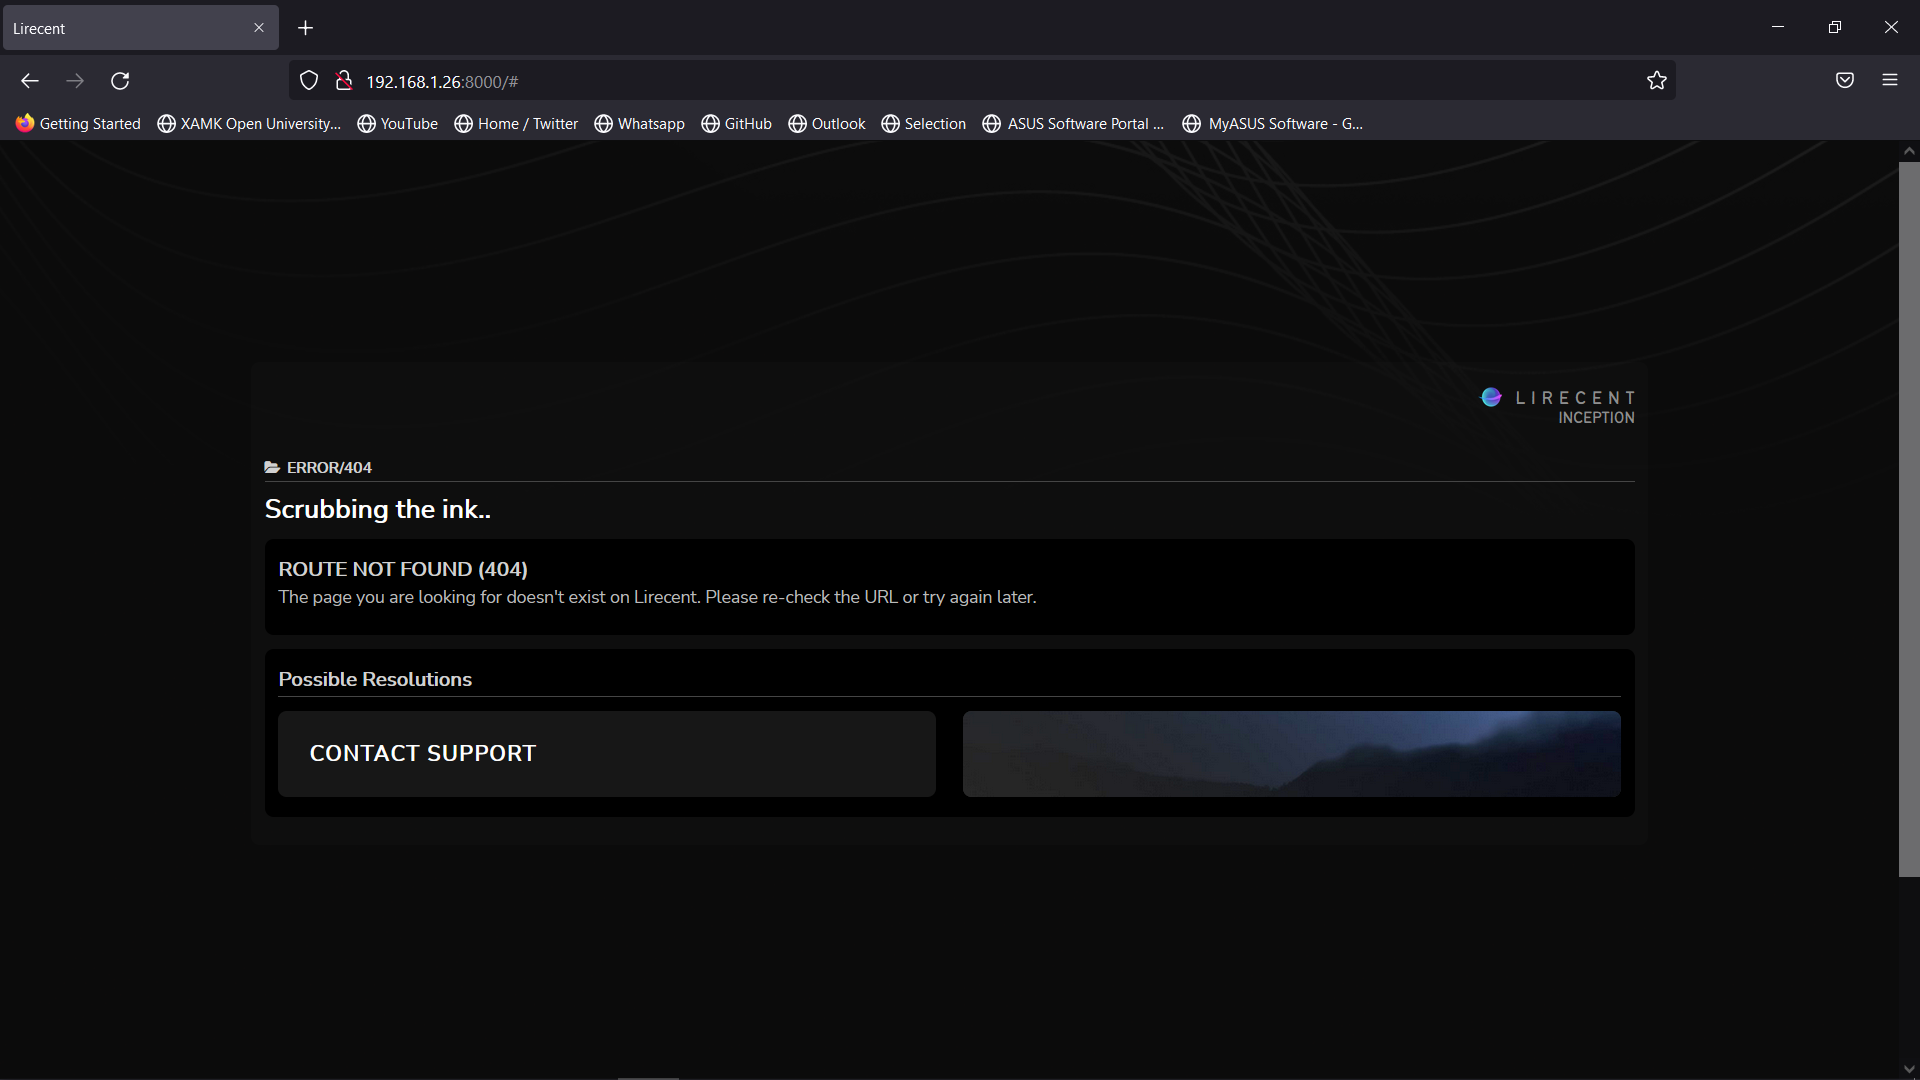 Lirecent
192.168.1.26:8000/#
Getting Started XAMK Open University... YouTube Home / Twitter Whatsapp GitHub Outlook Selection ASUS Software Portal ... MyASUS Software - G...
LIRECENT
INCEPTION
ERROR/404
Scrubbing the ink..
ROUTE NOT FOUND (404)
The page you are looking for doesn't exist on Lirecent. Please re-check the URL or try again later.
Possible Resolutions
CONTACT SUPPORT